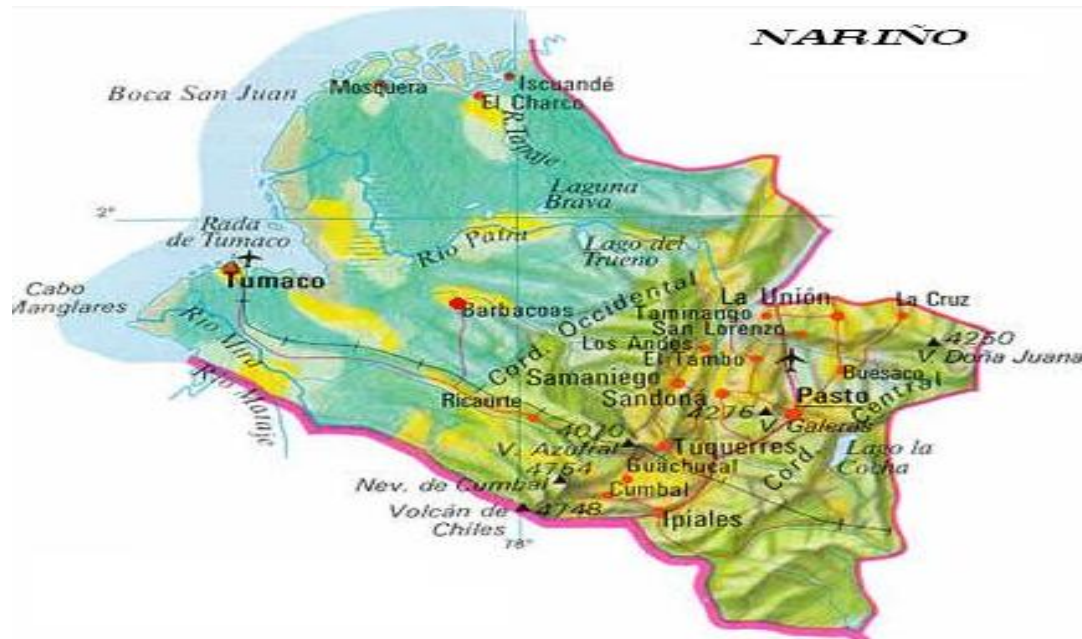 NARIÑO
Iscuandé
Mosquera
Boca San Juan
El Charco
R. Tapaje
Laguna
Brava
2°
Rada
de Tumaco
Río Patía
Lago del
Trueno
Tumaco
Cabo
Manglares
Barbacoas
Río Mira
Río Mataje
Cord. Occidental
La Unión
La Cruz
Taminango
San Lorenzo
Los Andes
El Tambo
4250
V. Doña Juana
Buesaco
Samaniego
Sandoná
Pasto
4276
V. Galeras
Ricaurte
4070
V. Azufral
Túquerres
Cord. Central
Lago la
Cocha
4764
Nev. de Cumbal
Guachucal
Cumbal
Volcán de
Chiles
4748
Ipiales
78°